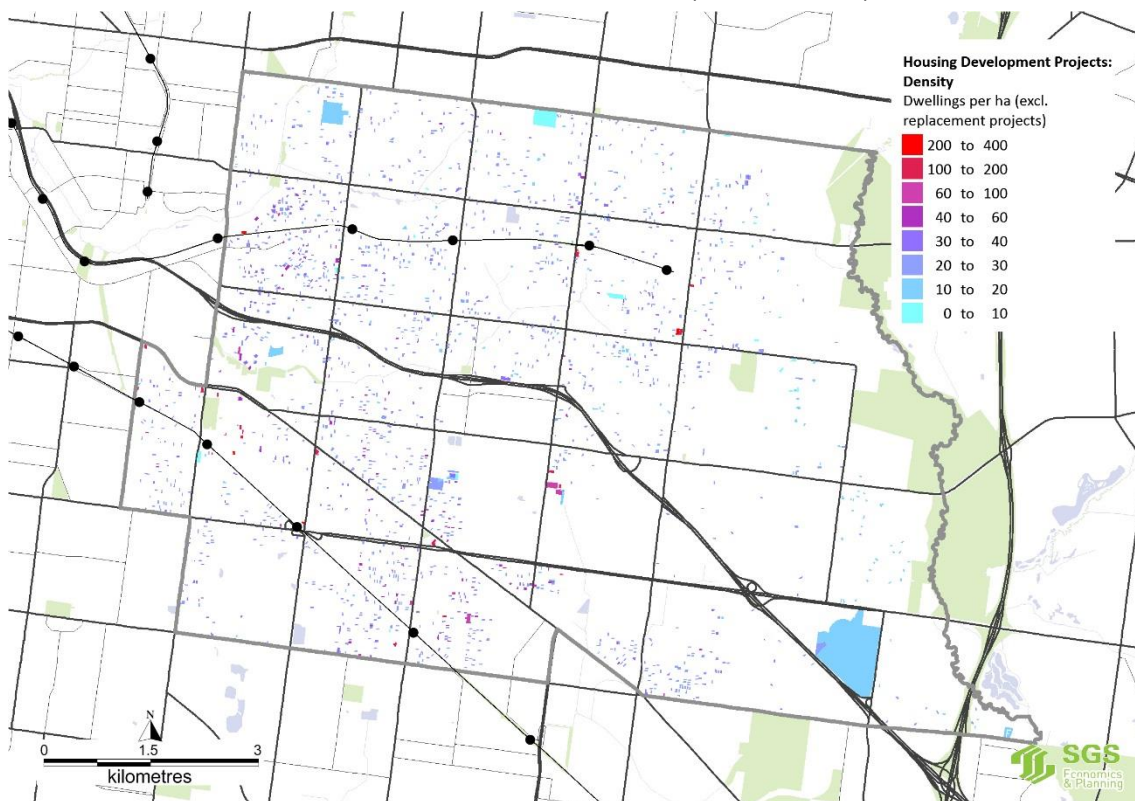 Housing Development Projects:
Density
Dwellings per ha (excl.
replacement projects)
200 to 400
100 to 200
60 to 100
40 to 60
30 to 40
20 to 30
10 to 20
0 to 10
N
0 1.5 3
kilometres
SGS
Economics
& Planning